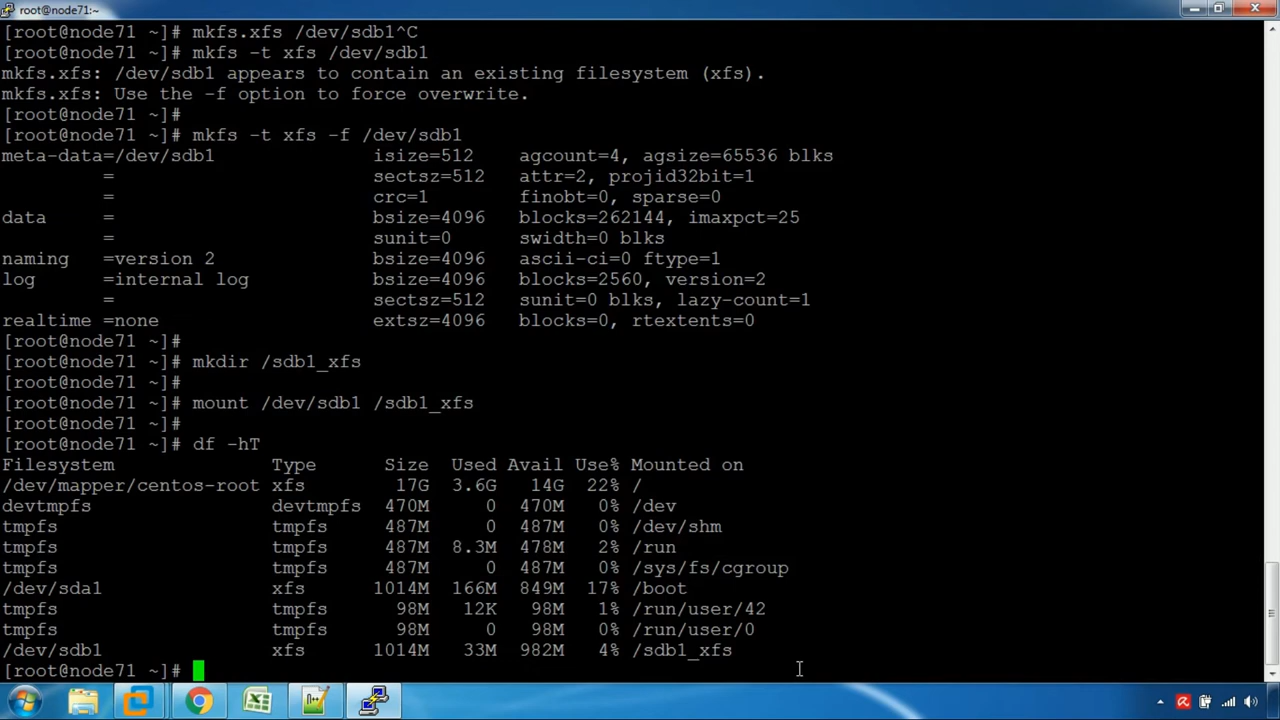 root@node71:~
[root@node71 ~]# mkfs.xfs /dev/sdb1^C
[root@node71 ~]# mkfs -t xfs /dev/sdb1
mkfs.xfs: /dev/sdb1 appears to contain an existing filesystem (xfs).
mkfs.xfs: Use the -f option to force overwrite.
[root@node71 ~]#
[root@node71 ~]# mkfs -t xfs -f /dev/sdb1
meta-data=/dev/sdb1              isize=512    agcount=4, agsize=65536 blks
         =                       sectsz=512   attr=2, projid32bit=1
         =                       crc=1        finobt=0, sparse=0
data     =                       bsize=4096   blocks=262144, imaxpct=25
         =                       sunit=0      swidth=0 blks
naming   =version 2              bsize=4096   ascii-ci=0 ftype=1
log      =internal log           bsize=4096   blocks=2560, version=2
         =                       sectsz=512   sunit=0 blks, lazy-count=1
realtime =none                   extsz=4096   blocks=0, rtextents=0
[root@node71 ~]#
[root@node71 ~]# mkdir /sdb1_xfs
[root@node71 ~]#
[root@node71 ~]# mount /dev/sdb1 /sdb1_xfs
[root@node71 ~]#
[root@node71 ~]# df -hT
Filesystem              Type      Size  Used Avail Use% Mounted on
/dev/mapper/centos-root xfs        17G  3.6G   14G  22% /
devtmpfs                devtmpfs  470M     0  470M   0% /dev
tmpfs                   tmpfs     487M     0  487M   0% /dev/shm
tmpfs                   tmpfs     487M  8.3M  478M   2% /run
tmpfs                   tmpfs     487M     0  487M   0% /sys/fs/cgroup
/dev/sda1               xfs      1014M  166M  849M  17% /boot
tmpfs                   tmpfs      98M   12K   98M   1% /run/user/42
tmpfs                   tmpfs      98M     0   98M   0% /run/user/0
/dev/sdb1               xfs      1014M   33M  982M   4% /sdb1_xfs
[root@node71 ~]#